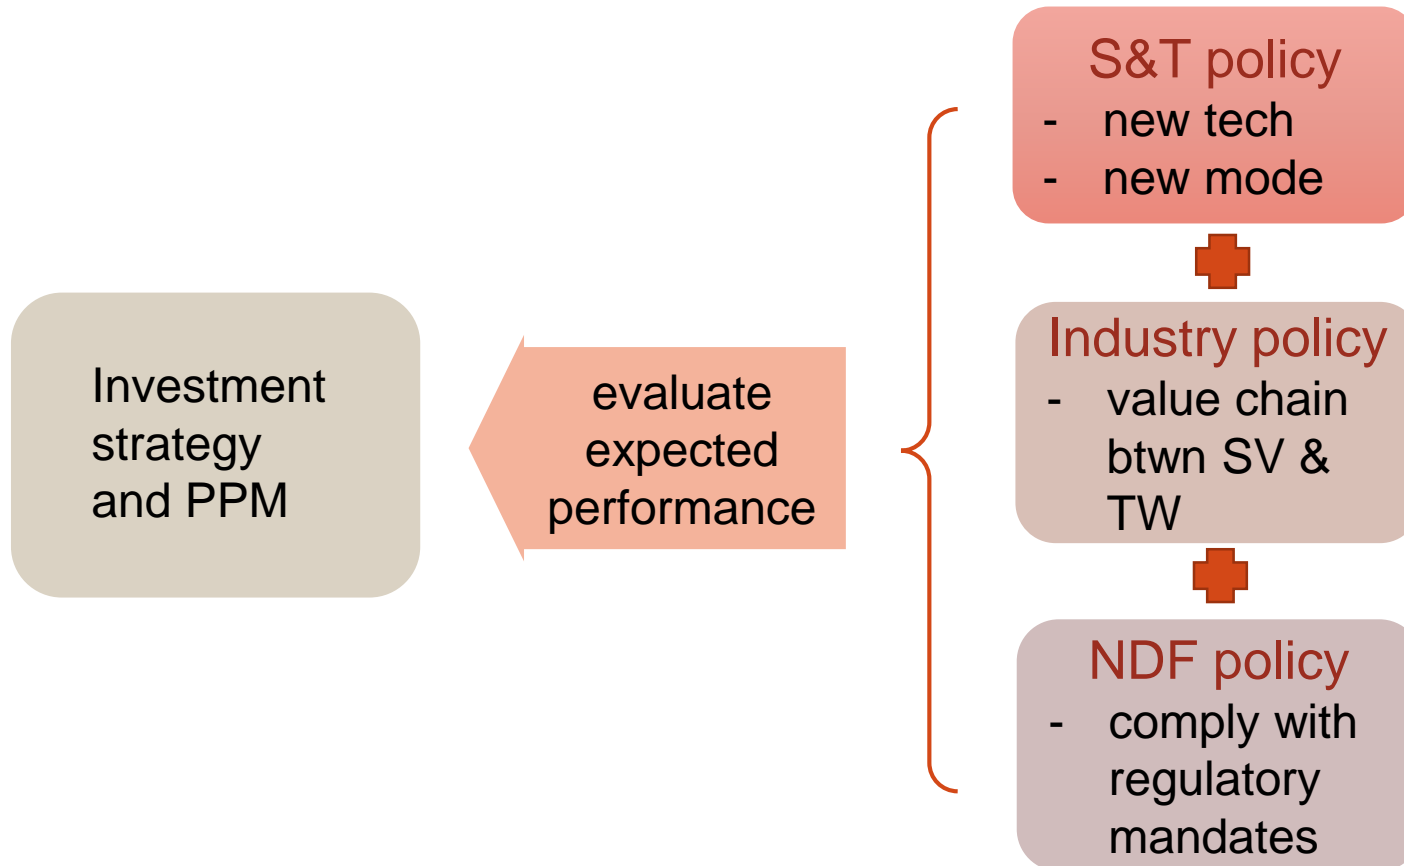 S&T policy
- new tech
- new mode
Industry policy
- value chain
btwn SV &
TW
NDF policy
- comply with
regulatory
mandates
evaluate
expected
performance
Investment
strategy
and PPM